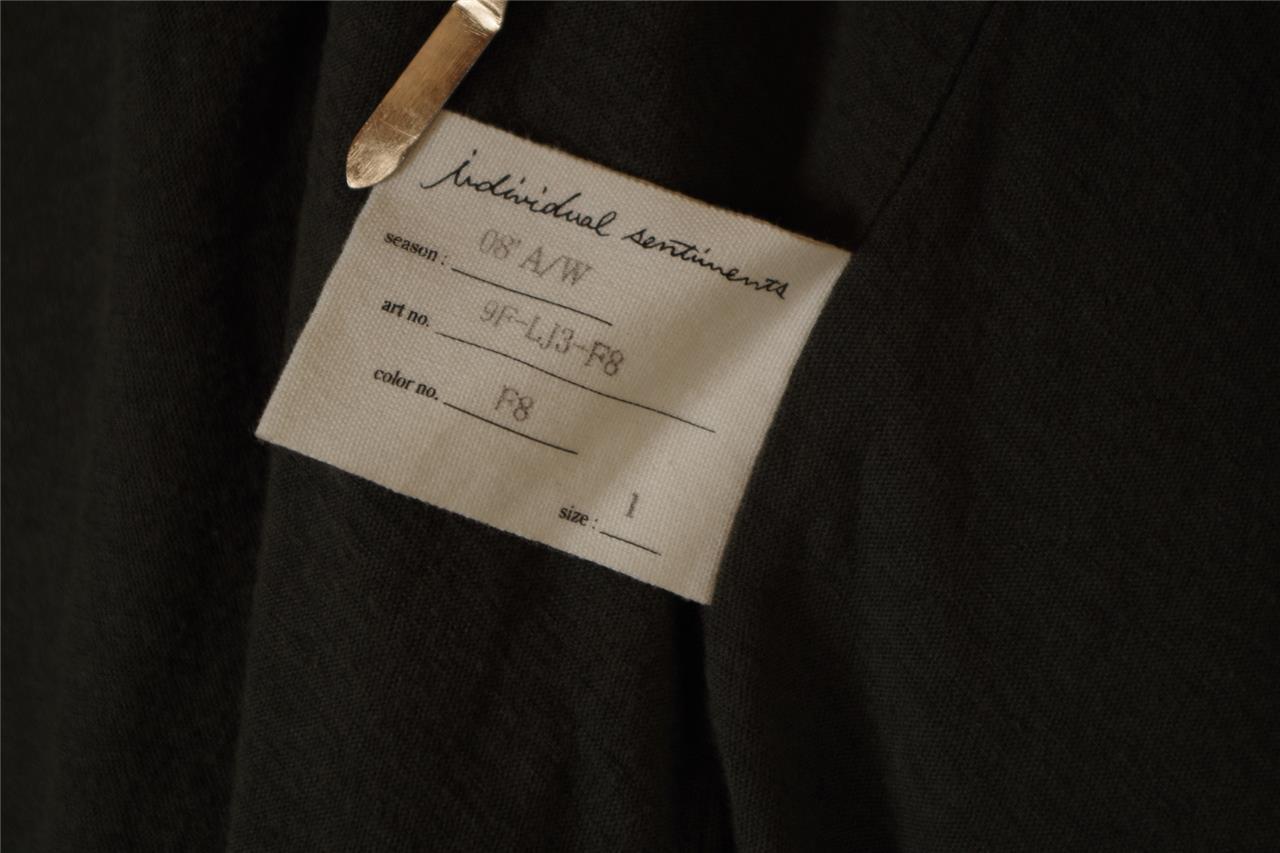 individual sentiments
season : 08' A/W
art no. 9F-LJ3-F8
color no. F8
size : 1